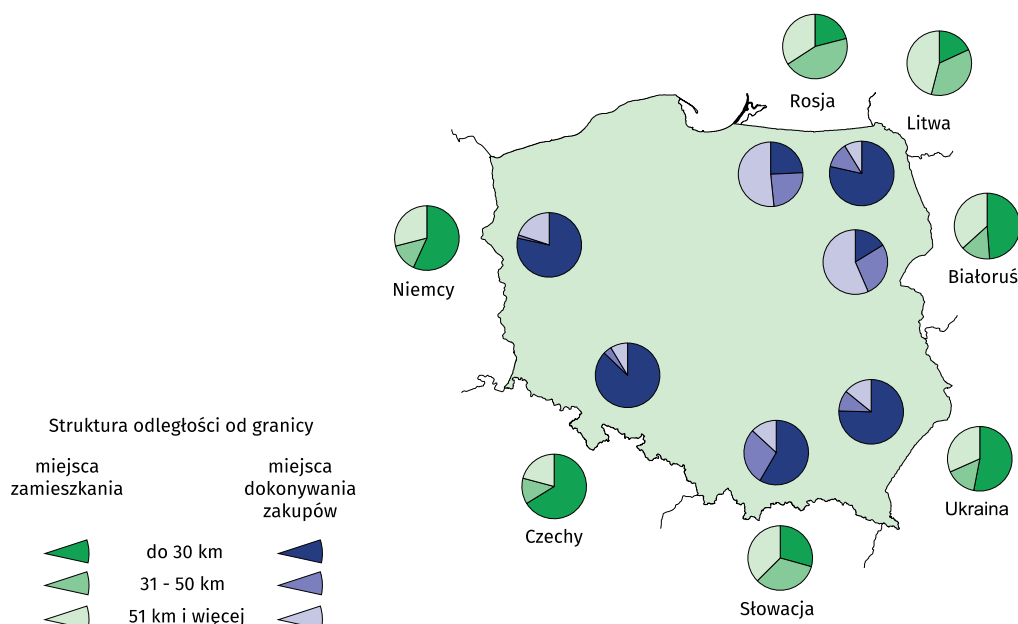 Rosja
Litwa
Niemcy
Białoruś
Struktura odległości od granicy
miejsca
zamieszkania
miejsca
dokonywania
zakupów
Czechy
Ukraina
Słowacja
do 30 km
31 - 50 km
51 km i więcej